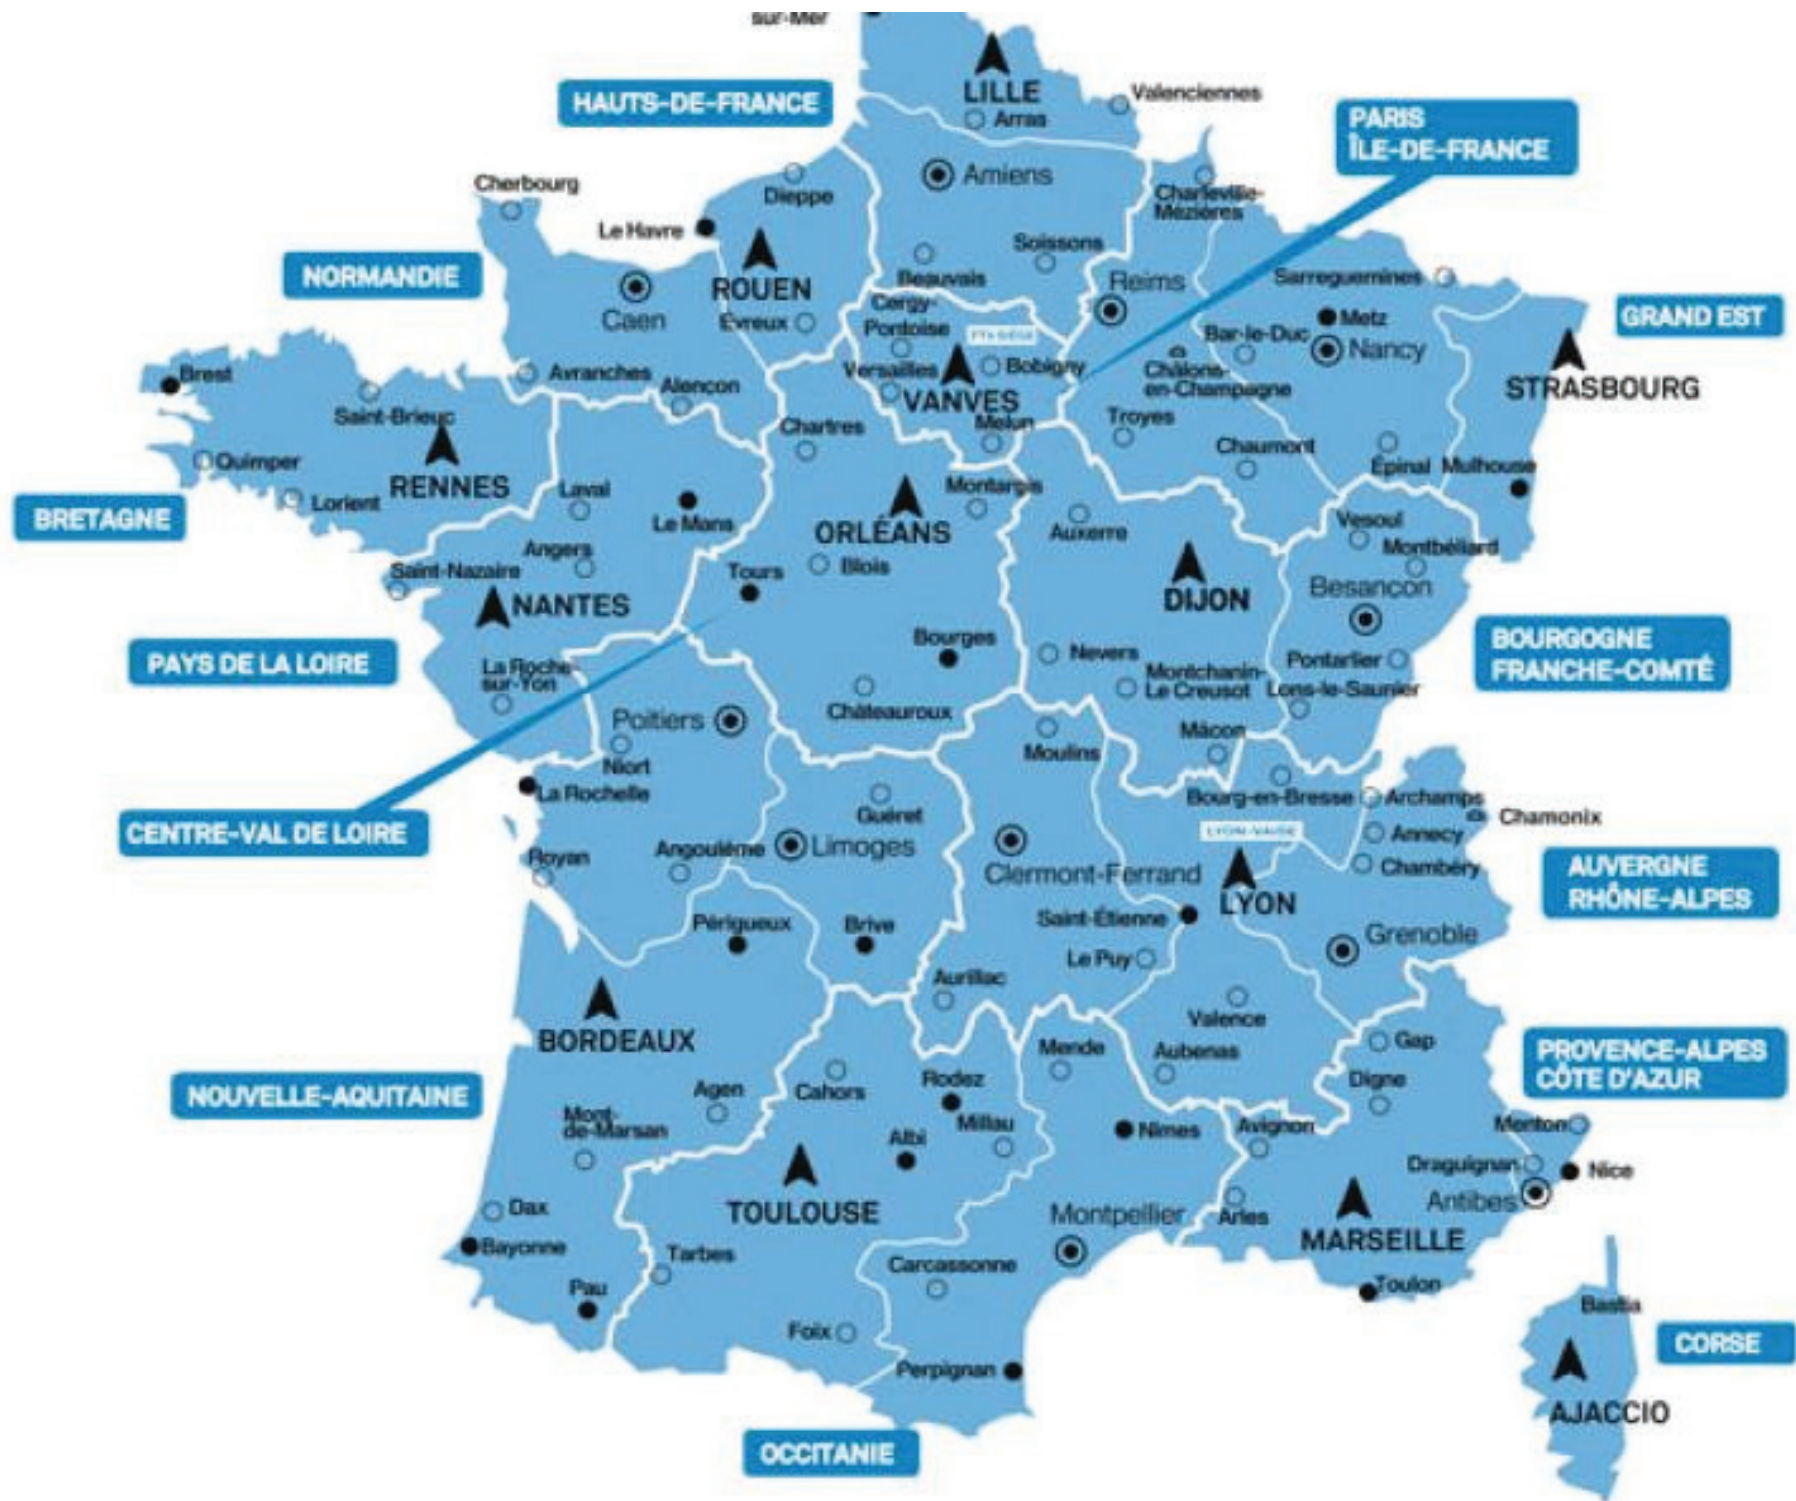 sur-Mer
LILLE
Valenciennes
HAUTS-DE-FRANCE
Arras
PARIS
ÎLE-DE-FRANCE
Amiens
Cherbourg
Dieppe
Charleville-
Mézières
Le Havre
Soissons
NORMANDIE
ROUEN
Beauvais
Reims
Sarreguemines
Caen
Evreux
Cergy-
Pontoise
Metz
GRAND EST
Bar-le-Duc
Nancy
Brest
Avranches
Alençon
Versailles
Bobigny
Châlons-
en-Champagne
STRASBOURG
VANVES
Saint-Brieuc
Chartres
Melun
Troyes
Chaumont
Épinal
Mulhouse
Quimper
RENNES
Lorient
Laval
Le Mans
Montargis
ORLÉANS
Auxerre
Vesoul
Montbéliard
BRETAGNE
Angers
Saint-Nazaire
Tours
Blois
Besançon
NANTES
DIJON
PAYS DE LA LOIRE
Bourges
Nevers
BOURGOGNE
FRANCHE-COMTÉ
La Roche-
sur-Yon
Montchanin-
Le Creusot
Pontarlier
Lons-le-Saunier
Poitiers
Châteauroux
Mâcon
Moulins
Niort
La Rochelle
Guéret
Bourg-en-Bresse
Archamps
Chamonix
CENTRE-VAL DE LOIRE
LYON-VAISE
Annecy
Royan
Angoulême
Limoges
Clermont-Ferrand
Chambéry
AUVERGNE
RHÔNE-ALPES
LYON
Périgueux
Brive
Saint-Étienne
Grenoble
Le Puy
Aurillac
BORDEAUX
Valence
Mende
Aubenas
Gap
PROVENCE-ALPES
CÔTE D'AZUR
NOUVELLE-AQUITAINE
Agen
Cahors
Rodez
Digne
Mont-
de-Marsan
Millau
Albi
Nîmes
Avignon
Menton
Draguignan
Nice
Dax
TOULOUSE
Montpellier
Arles
Antibes
MARSEILLE
Bayonne
Tarbes
Carcassonne
Pau
Toulon
Foix
Bastia
Perpignan
CORSE
AJACCIO
OCCITANIE